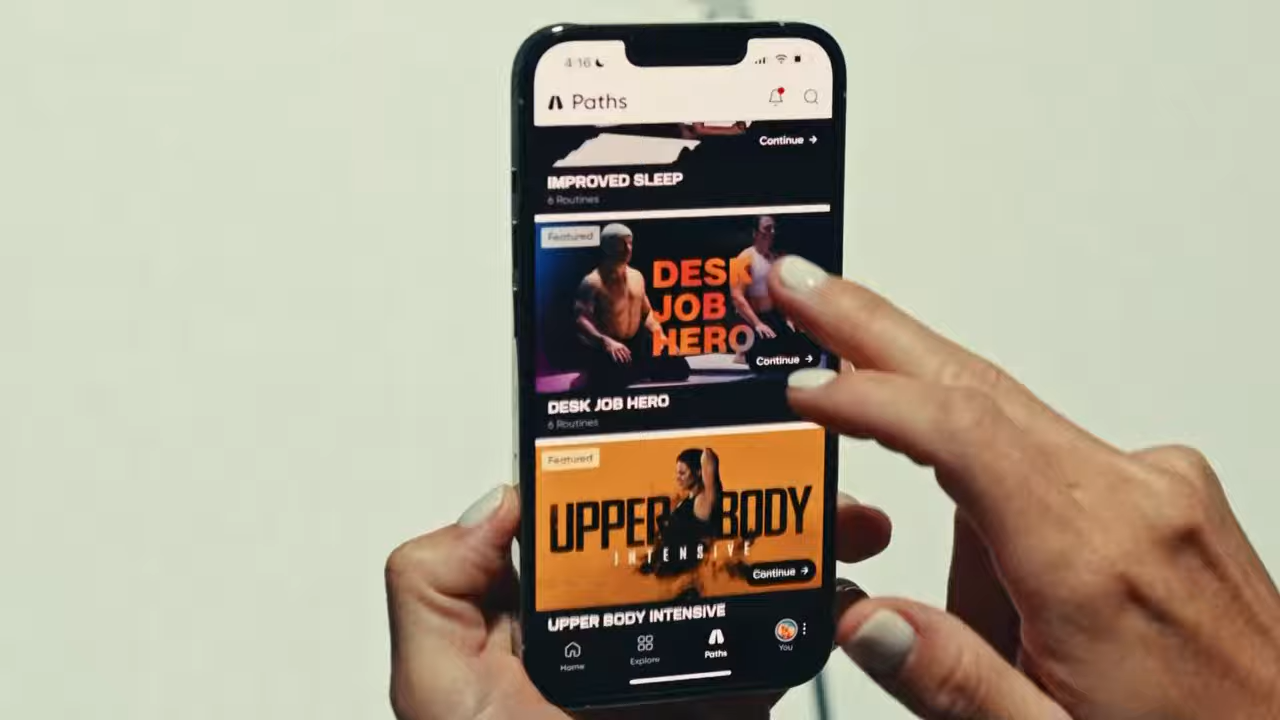 4:16
Paths
Continue →
IMPROVED SLEEP
6 Routines
Featured
DESK
JOB
HERO
Continue →
DESK JOB HERO
6 Routines
Featured
UPPER BODY
INTENSIVE
Continue →
UPPER BODY INTENSIVE
Home
Explore
Paths
You